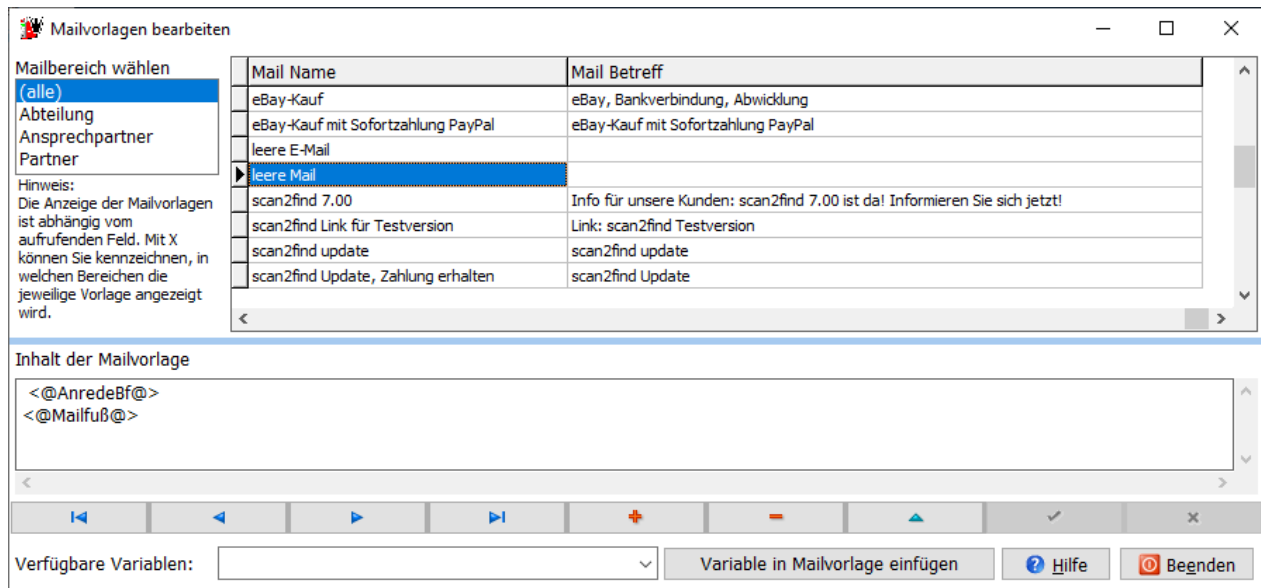 Mailvorlagen bearbeiten
Mailbereich wählen
(alle)
Abteilung
Ansprechpartner
Partner
Hinweis:
Die Anzeige der Mailvorlagen
ist abhängig vom
aufrufenden Feld. Mit X
können Sie kennzeichnen, in
welchen Bereichen die
jeweilige Vorlage angezeigt
wird.
Mail Name Mail Betreff
eBay-Kauf eBay, Bankverbindung, Abwicklung
eBay-Kauf mit Sofortzahlung PayPal eBay-Kauf mit Sofortzahlung PayPal
leere E-Mail
leere Mail
scan2find 7.00 Info für unsere Kunden: scan2find 7.00 ist da! Informieren Sie sich jetzt!
scan2find Link für Testversion Link: scan2find Testversion
scan2find update scan2find update
scan2find Update, Zahlung erhalten scan2find Update
Inhalt der Mailvorlage
<@AnredeBf@>
<@Mailfuß@>
Verfügbare Variablen: Variable in Mailvorlage einfügen Hilfe Beenden